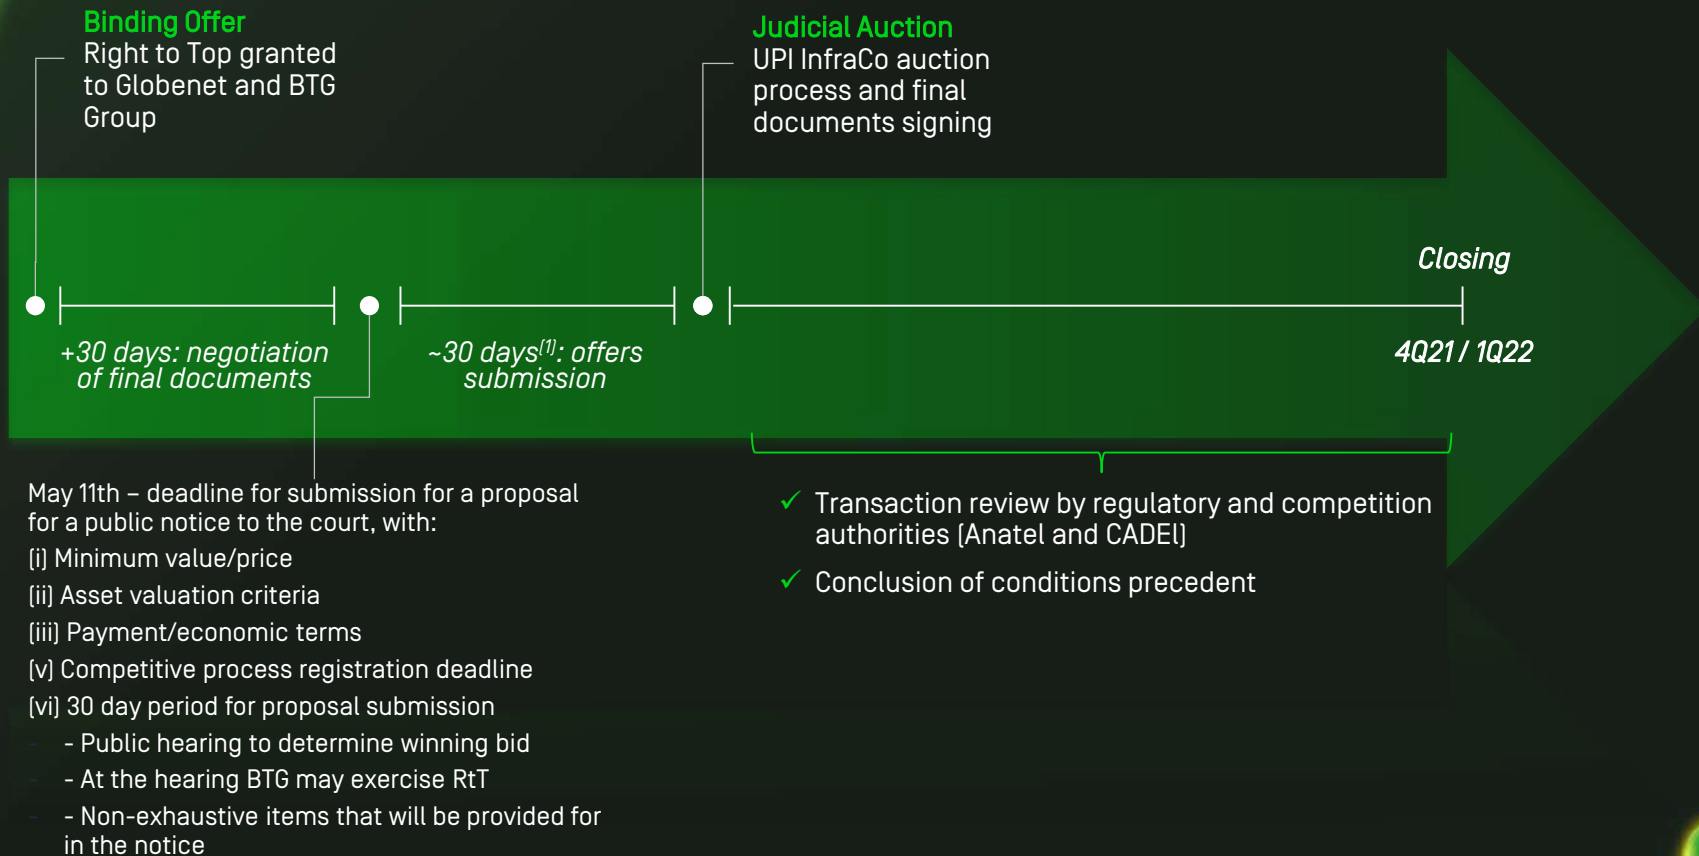 Binding Offer
Right to Top granted
to Globenet and BTG
Group
Judicial Auction
UPI InfraCo auction
process and final
documents signing
Closing
+30 days: negotiation
of final documents
~30 days(1): offers
submission
4Q21 / 1Q22
May 11th – deadline for submission for a proposal
for a public notice to the court, with:
(i) Minimum value/price
(ii) Asset valuation criteria
(iii) Payment/economic terms
(v) Competitive process registration deadline
(vi) 30 day period for proposal submission
- - Public hearing to determine winning bid
- - At the hearing BTG may exercise RtT
- - Non-exhaustive items that will be provided for
in the notice
✓ Transaction review by regulatory and competition
authorities (Anatel and CADEl)
✓ Conclusion of conditions precedent